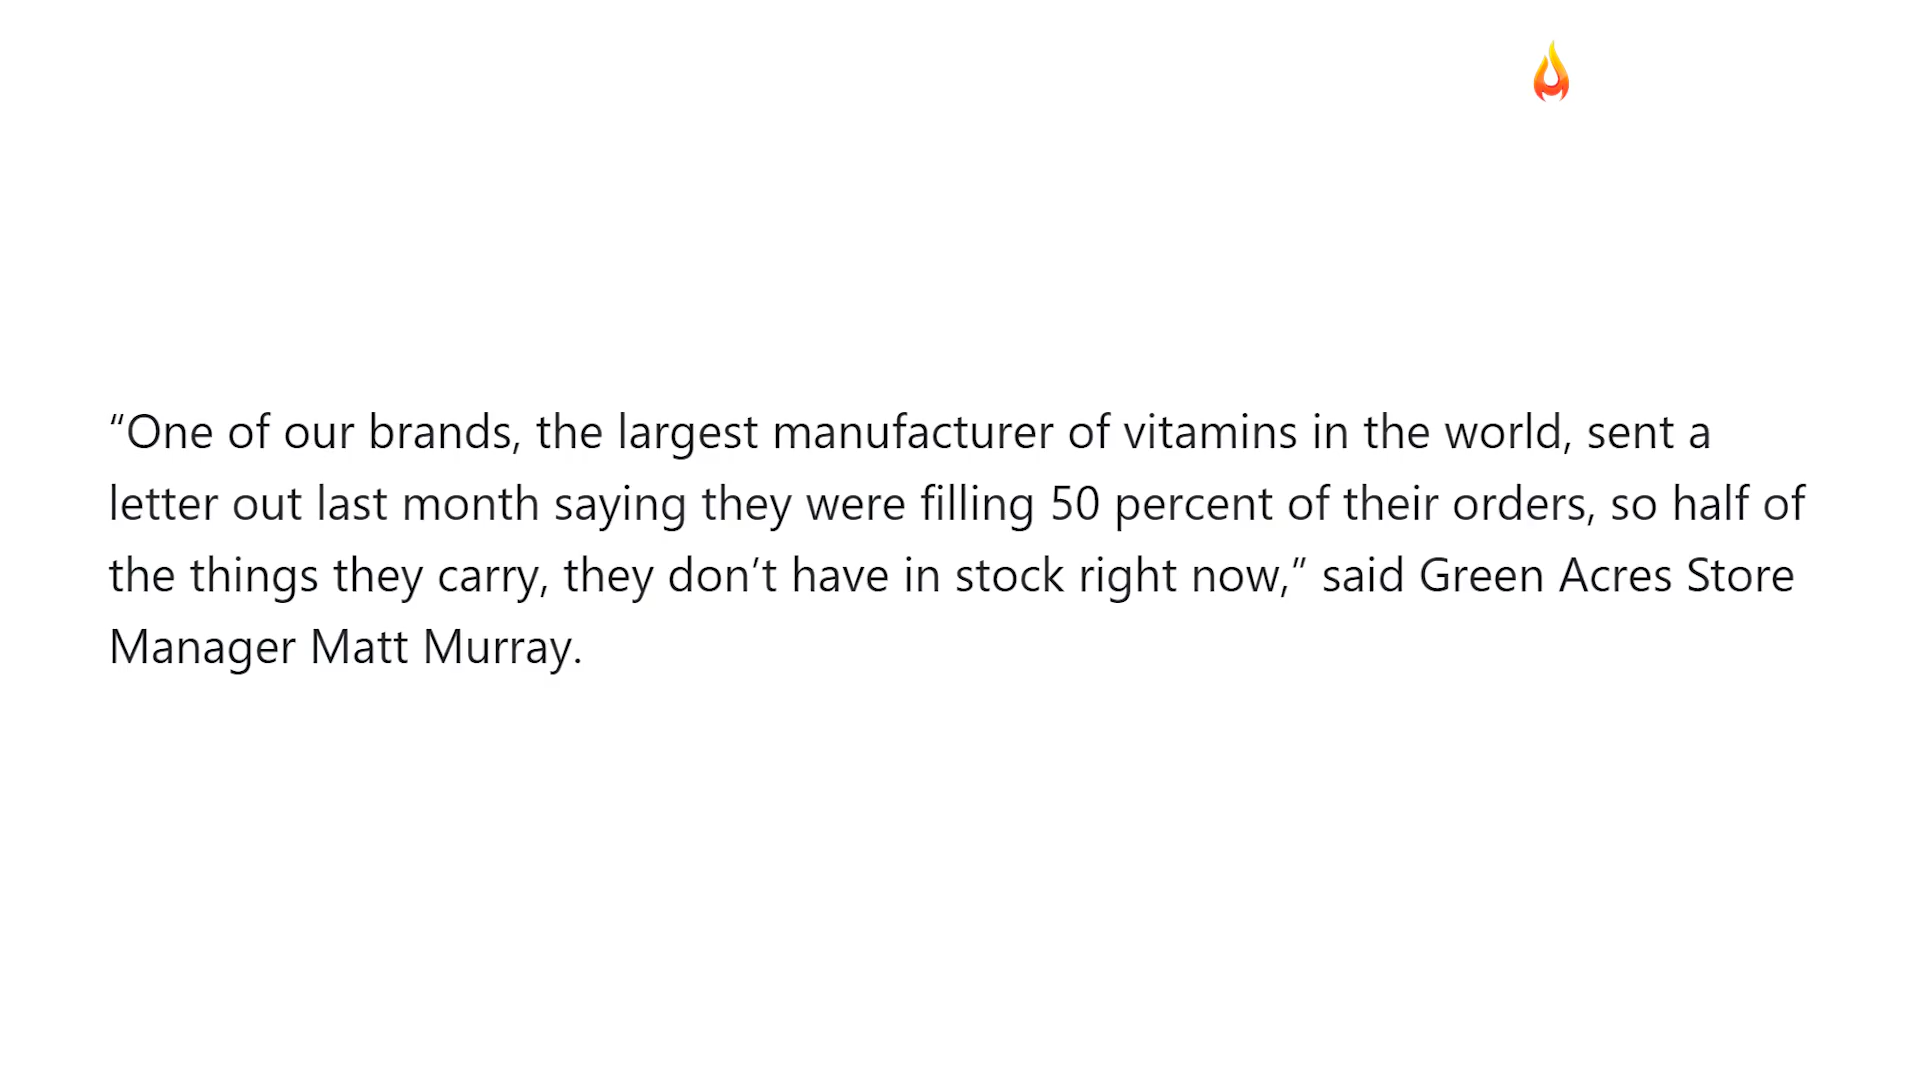 “One of our brands, the largest manufacturer of vitamins in the world, sent a
letter out last month saying they were filling 50 percent of their orders, so half of
the things they carry, they don’t have in stock right now,” said Green Acres Store
Manager Matt Murray.